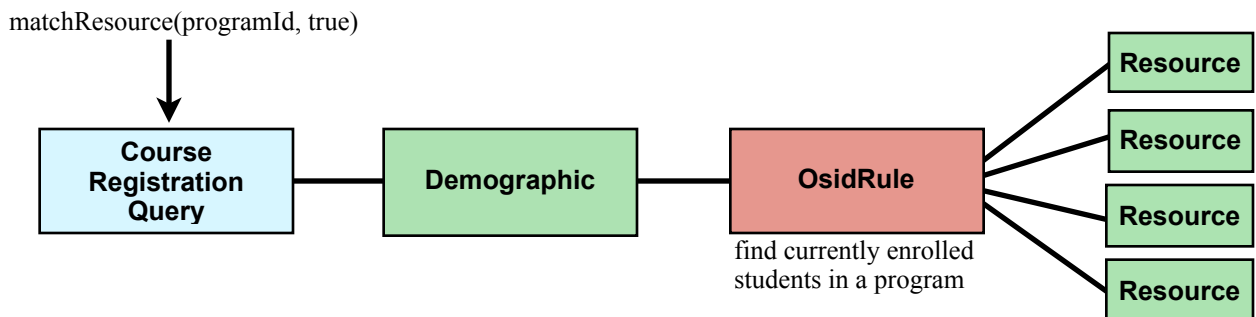 matchResource(programId, true)
Course
Registration
Query
Demographic
OsidRule
find currently enrolled
students in a program
Resource
Resource
Resource
Resource